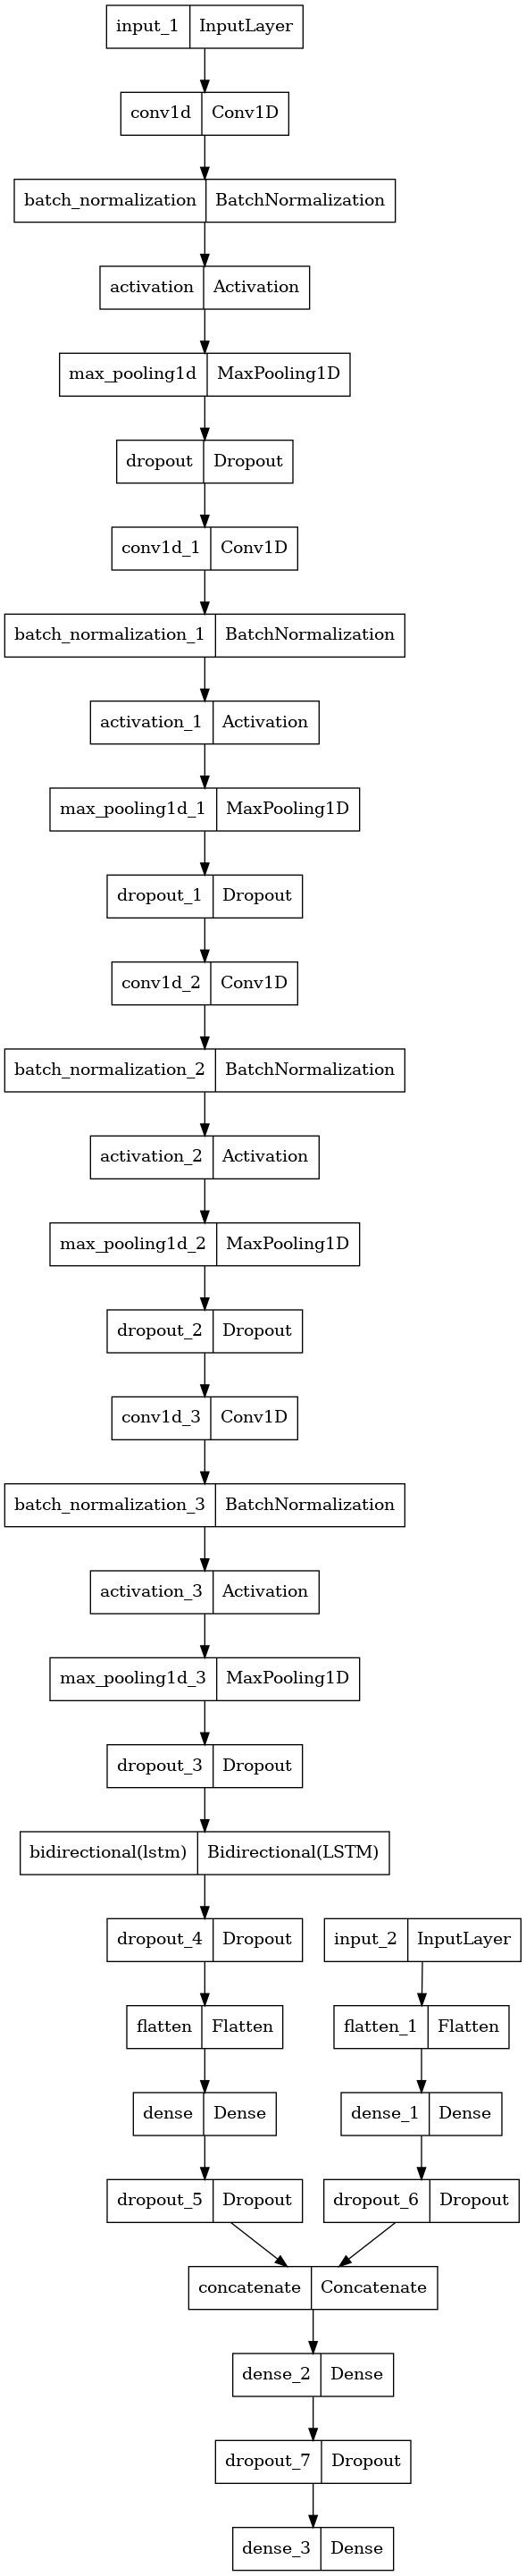 input_1 InputLayer
conv1d Conv1D
batch_normalization BatchNormalization
activation Activation
max_pooling1d MaxPooling1D
dropout Dropout
conv1d_1 Conv1D
batch_normalization_1 BatchNormalization
activation_1 Activation
max_pooling1d_1 MaxPooling1D
dropout_1 Dropout
conv1d_2 Conv1D
batch_normalization_2 BatchNormalization
activation_2 Activation
max_pooling1d_2 MaxPooling1D
dropout_2 Dropout
conv1d_3 Conv1D
batch_normalization_3 BatchNormalization
activation_3 Activation
max_pooling1d_3 MaxPooling1D
dropout_3 Dropout
bidirectional(lstm) Bidirectional(LSTM)
dropout_4 Dropout input_2 InputLayer
flatten Flatten flatten_1 Flatten
dense Dense dense_1 Dense
dropout_5 Dropout dropout_6 Dropout
concatenate Concatenate
dense_2 Dense
dropout_7 Dropout
dense_3 Dense